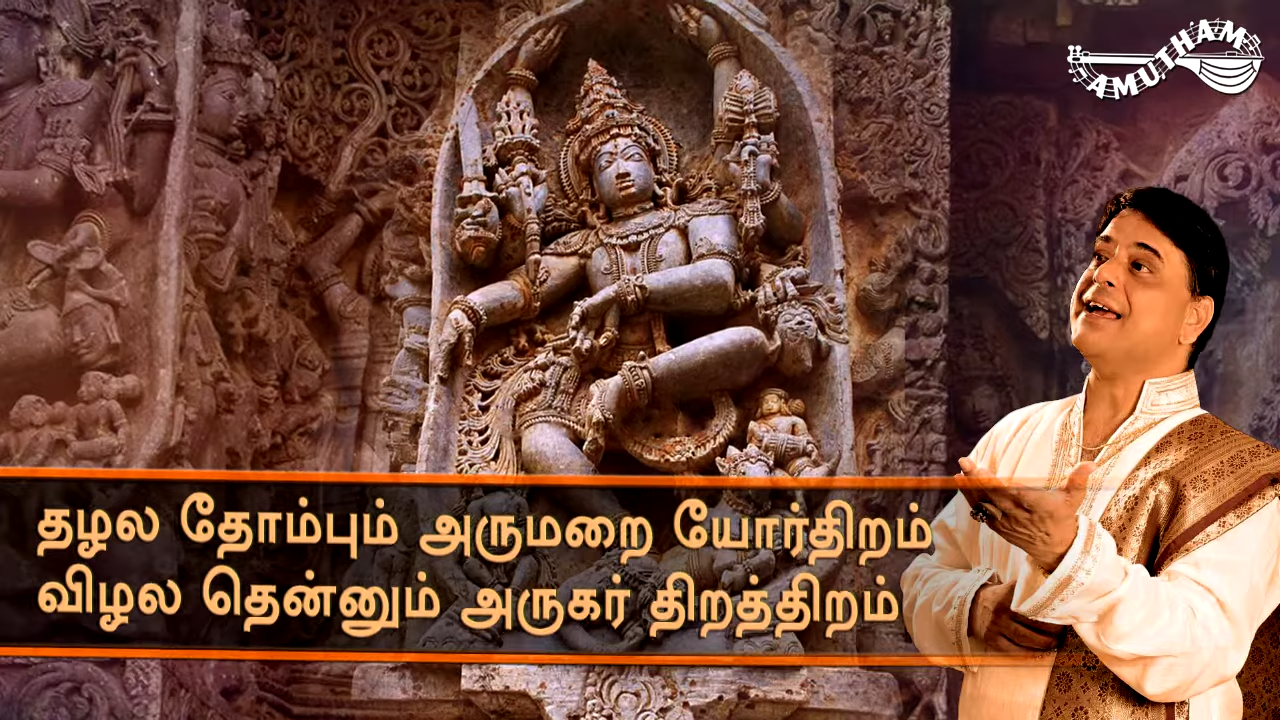 AMUTHAM
தழல தோம்பும் அருமறை யோர்திறம்
விழல தென்னும் அருகர் திறத்திறம்